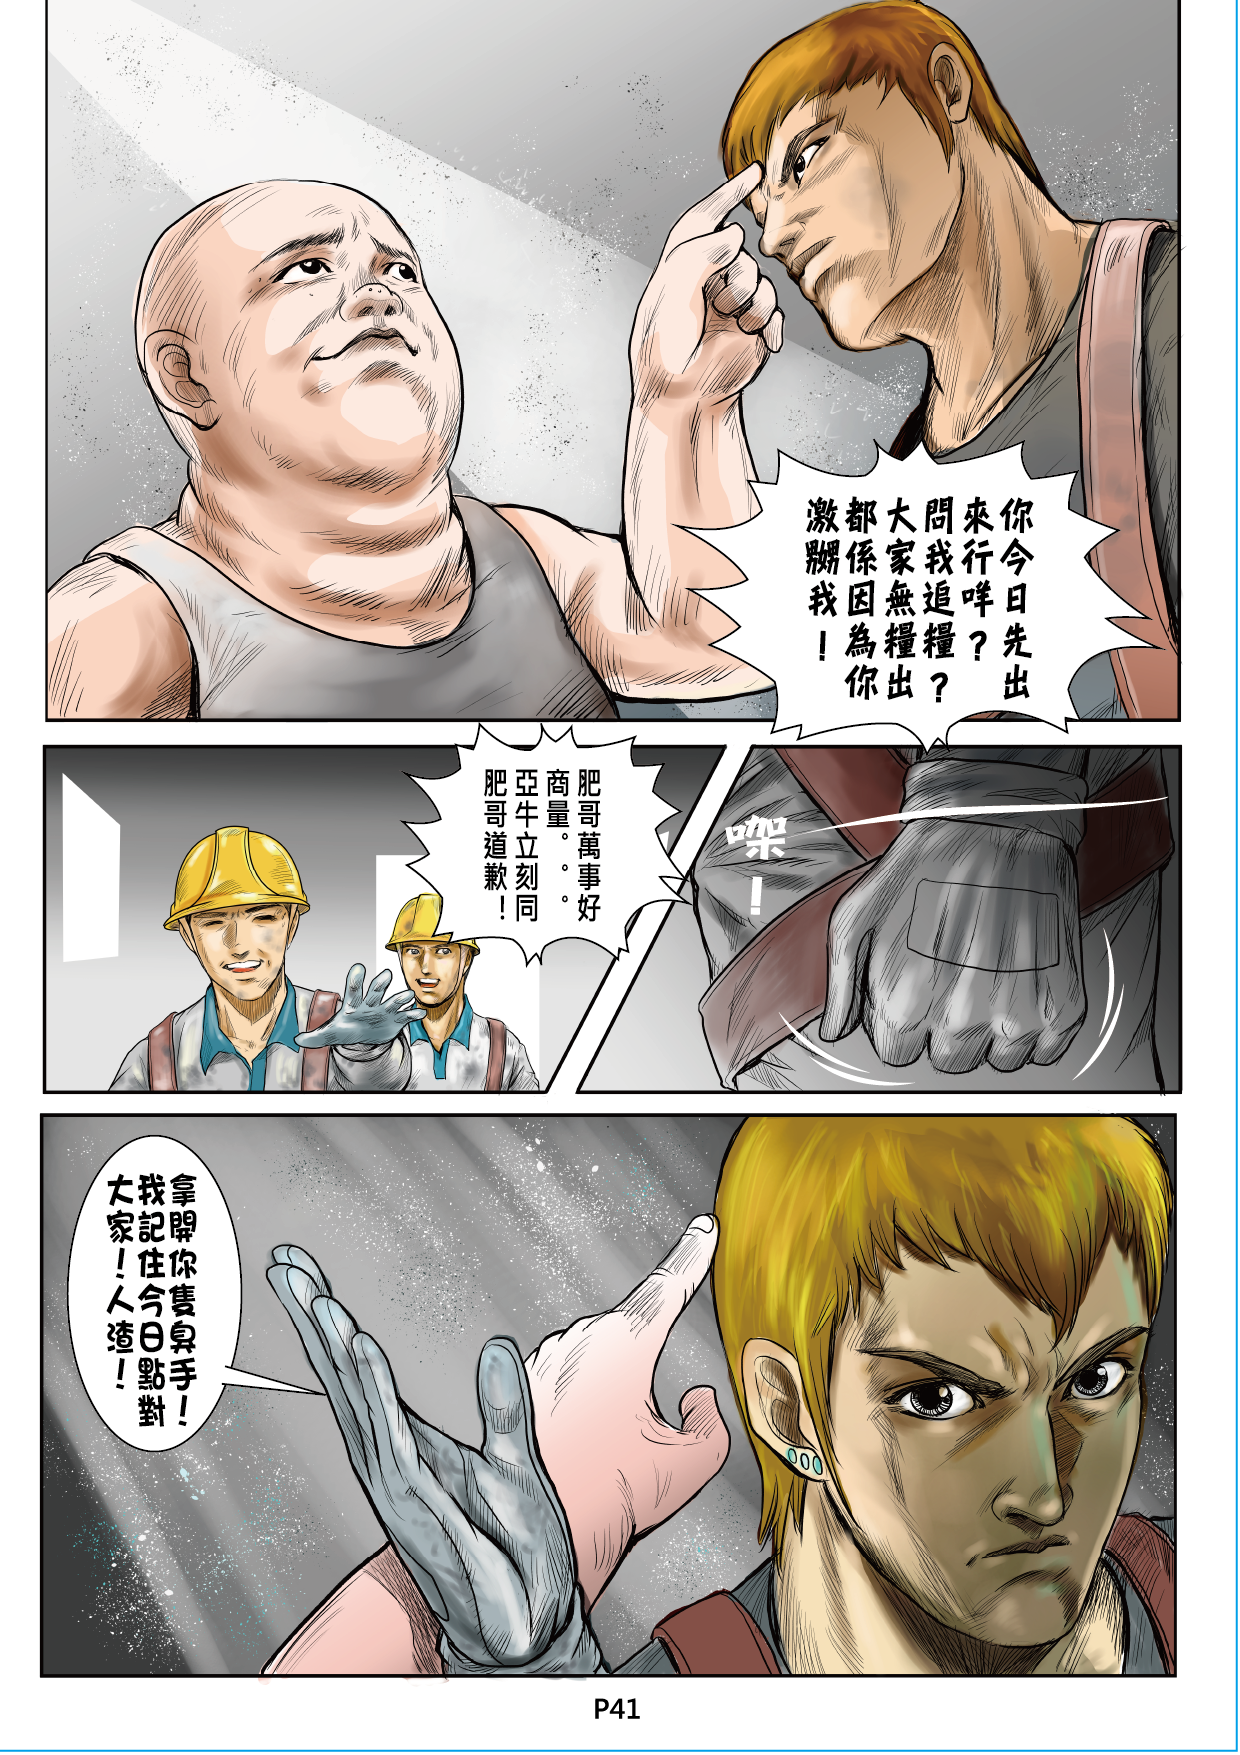 你今日先出
來行咩？
問我追糧？
大家無糧出
都係因為你
激嬲我！
肥哥萬事好
商量。。。
亞牛立刻同
肥哥道歉！
㗎！
拿開你隻臭手！
我記住今日點對
大家！人渣！
P41